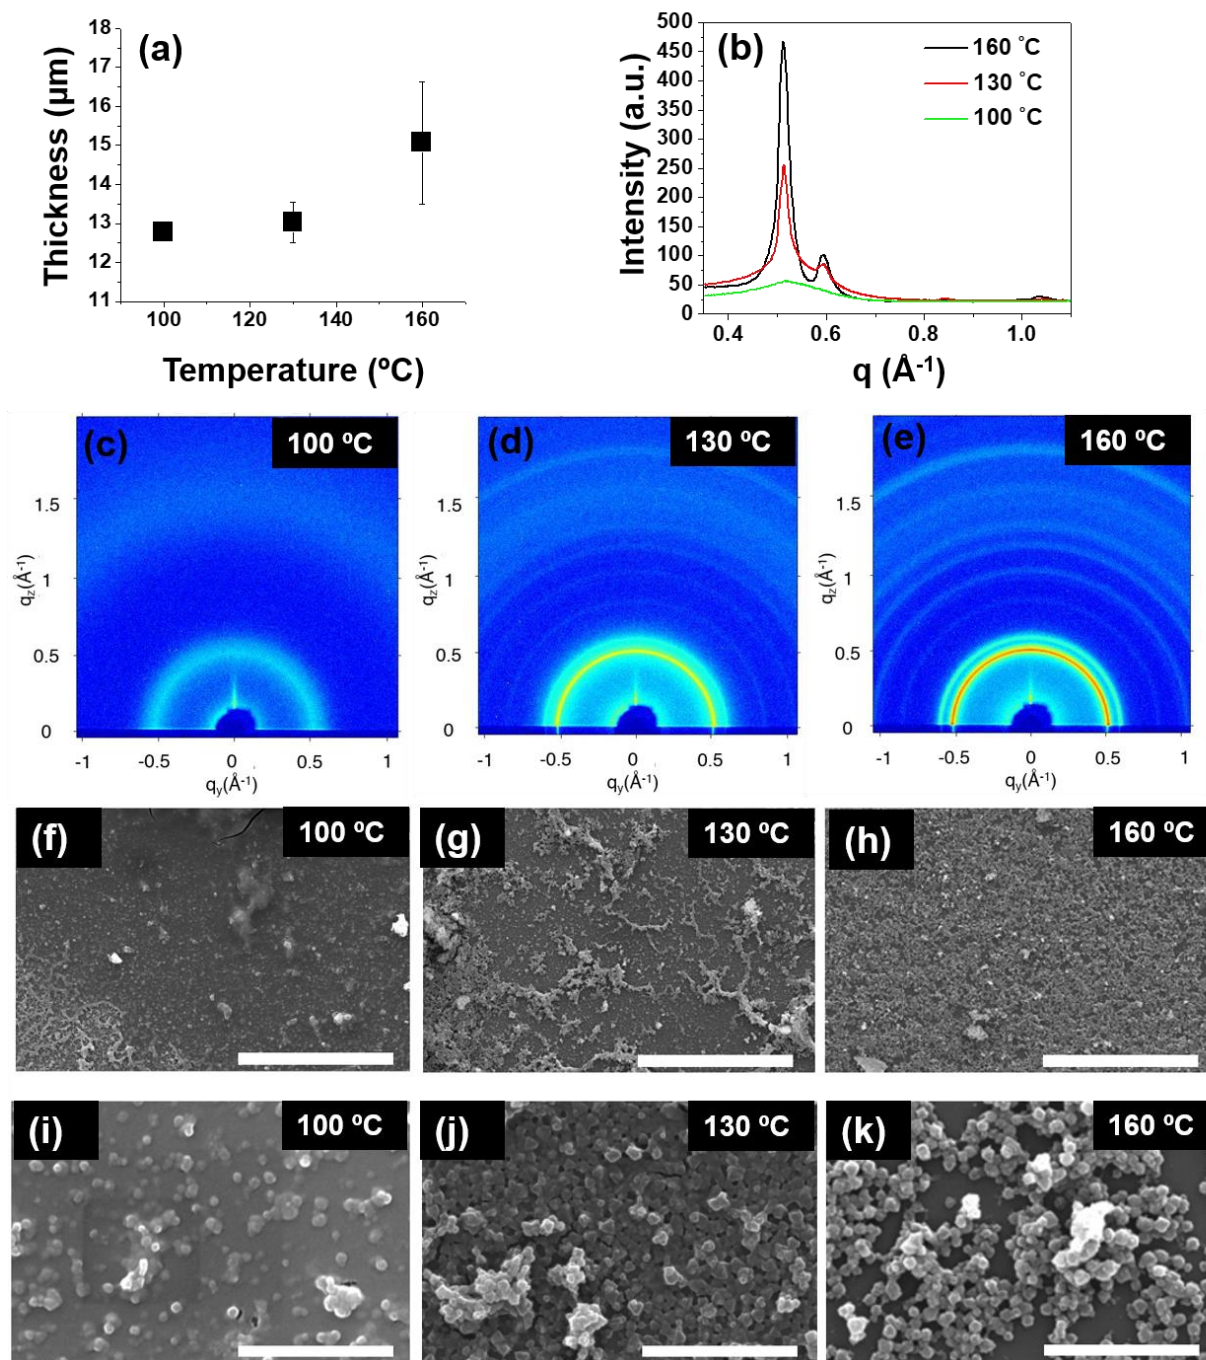 (a)
18
17
16
15
14
13
12
11
Thickness (µm)
100 120 140 160
Temperature (ºC)
(b)
500
450
400
350
300
250
200
150
100
50
0
Intensity (a.u.)
160 °C
130 °C
100 °C
0.4 0.6 0.8 1.0
q (Å-1)
(c) 100 ºC
1.5
1
0.5
0
qz(Å-1)
-1 -0.5 0 0.5 1
qy(Å-1)
(d) 130 ºC
1.5
1
0.5
0
qz(Å-1)
-1 -0.5 0 0.5 1
qy(Å-1)
(e) 160 ºC
1.5
1
0.5
0
qz(Å-1)
-1 -0.5 0 0.5 1
qy(Å-1)
(f) 100 ºC
(g) 130 ºC
(h) 160 ºC
(i) 100 ºC
(j) 130 ºC
(k) 160 ºC